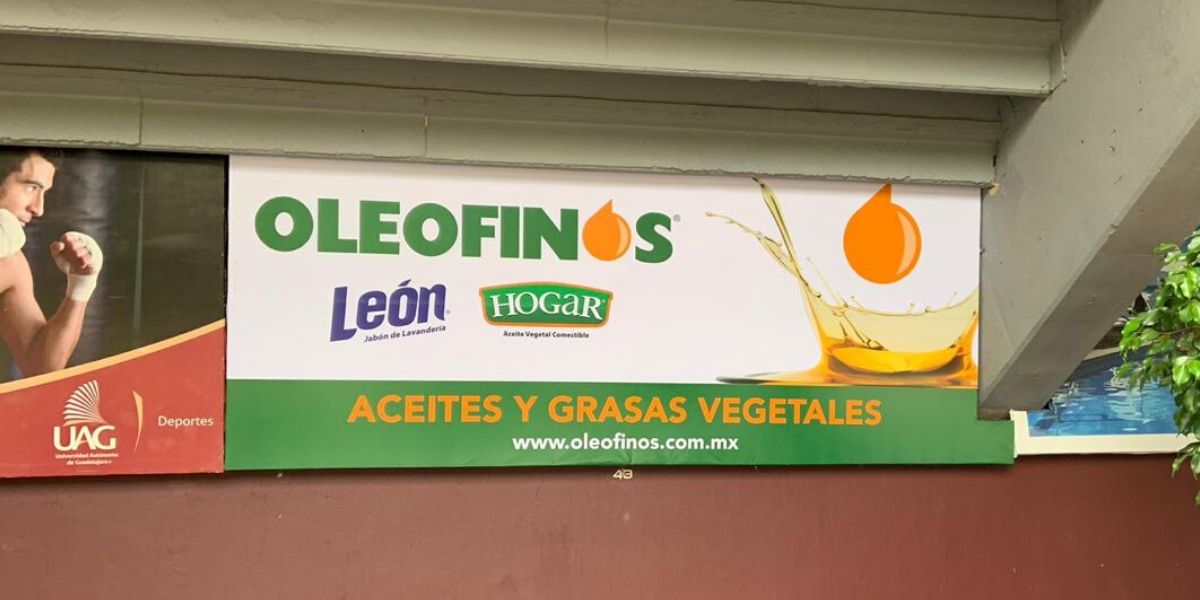 OLEOFINOS®
León®
Jabón de Lavandería
HOGaR®
Aceite Vegetal Comestible
ACEITES Y GRASAS VEGETALES
www.oleofinos.com.mx
UAG
Universidad Autónoma
de Guadalajara
Deportes
43